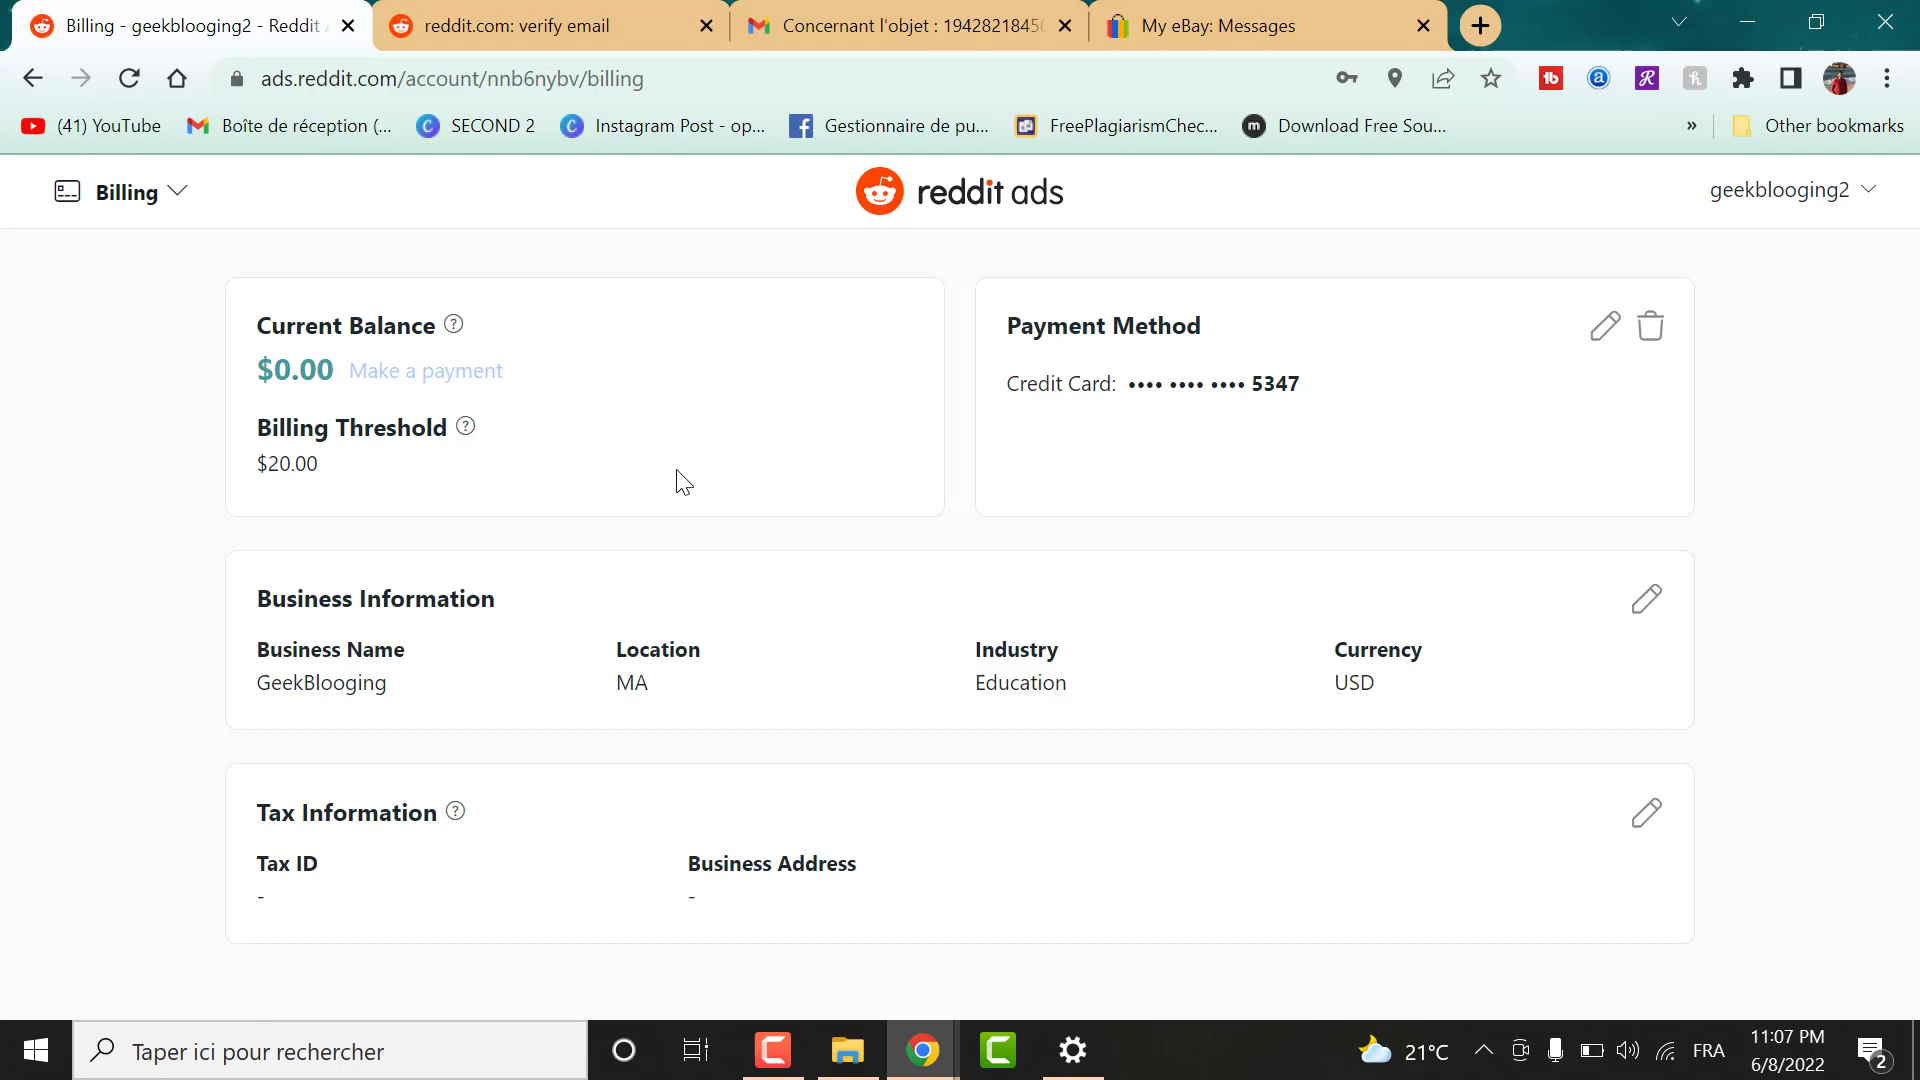 Billing - geekblooging2 - Reddit
reddit.com: verify email
Concernant l'objet : 1942821845
My eBay: Messages
ads.reddit.com/account/nnb6nybv/billing
(41) YouTube
Boîte de réception (...
SECOND 2
Instagram Post - op...
Gestionnaire de pu...
FreePlagiarismChec...
Download Free Sou...
»
Other bookmarks
Billing
reddit ads
geekblooging2
Current Balance ?
$0.00 Make a payment
Billing Threshold ?
$20.00
Payment Method
Credit Card: •••• •••• •••• 5347
Business Information
Business Name
Location
Industry
Currency
GeekBlooging
MA
Education
USD
Tax Information ?
Tax ID
Business Address
-
-
Taper ici pour rechercher
21°C
FRA
11:07 PM
6/8/2022
2